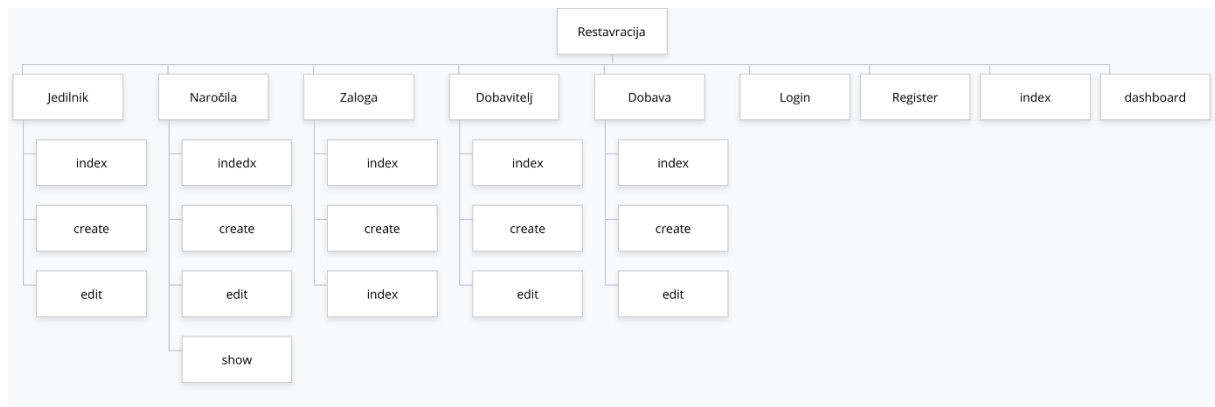 Restavracija
Jedilnik
Naročila
Zaloga
Dobavitelj
Dobava
Login
Register
index
dashboard
index
indedx
index
index
index
create
create
create
create
create
edit
edit
index
edit
edit
show